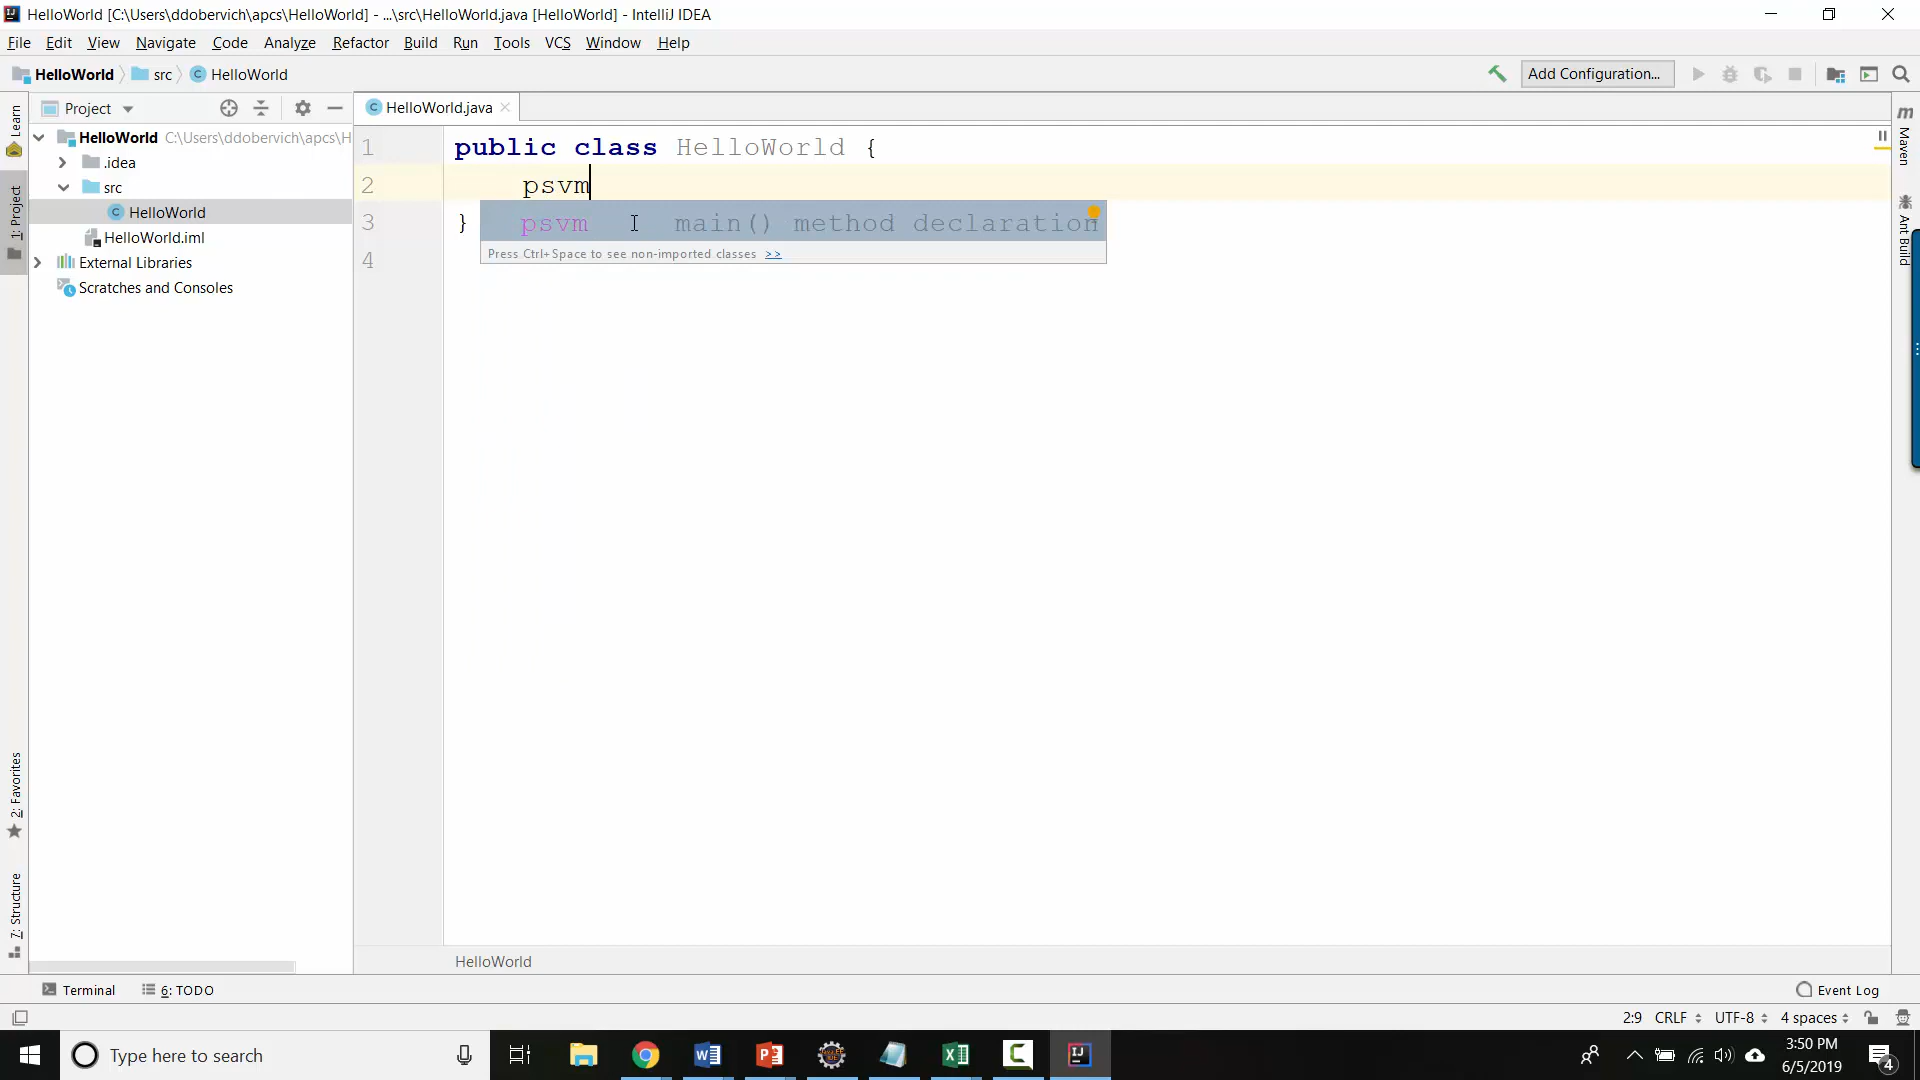 HelloWorld [C:\Users\ddobervich\apcs\HelloWorld] - ...\src\HelloWorld.java [HelloWorld] - IntelliJ IDEA
File Edit View Navigate Code Analyze Refactor Build Run Tools VCS Window Help
HelloWorld src HelloWorld Add Configuration...
Project HelloWorld.java
HelloWorld C:\Users\ddobervich\apcs\H
.idea
src
HelloWorld
HelloWorld.iml
External Libraries
Scratches and Consoles
1 public class HelloWorld {
2 psvm
3 }
4
psvm main() method declaration
Press Ctrl+Space to see non-imported classes >>
Learn
1: Project
2: Favorites
7: Structure
Maven
Ant Build
HelloWorld
Terminal 6: TODO Event Log
2:9 CRLF UTF-8 4 spaces
Type here to search
3:50 PM
6/5/2019
4